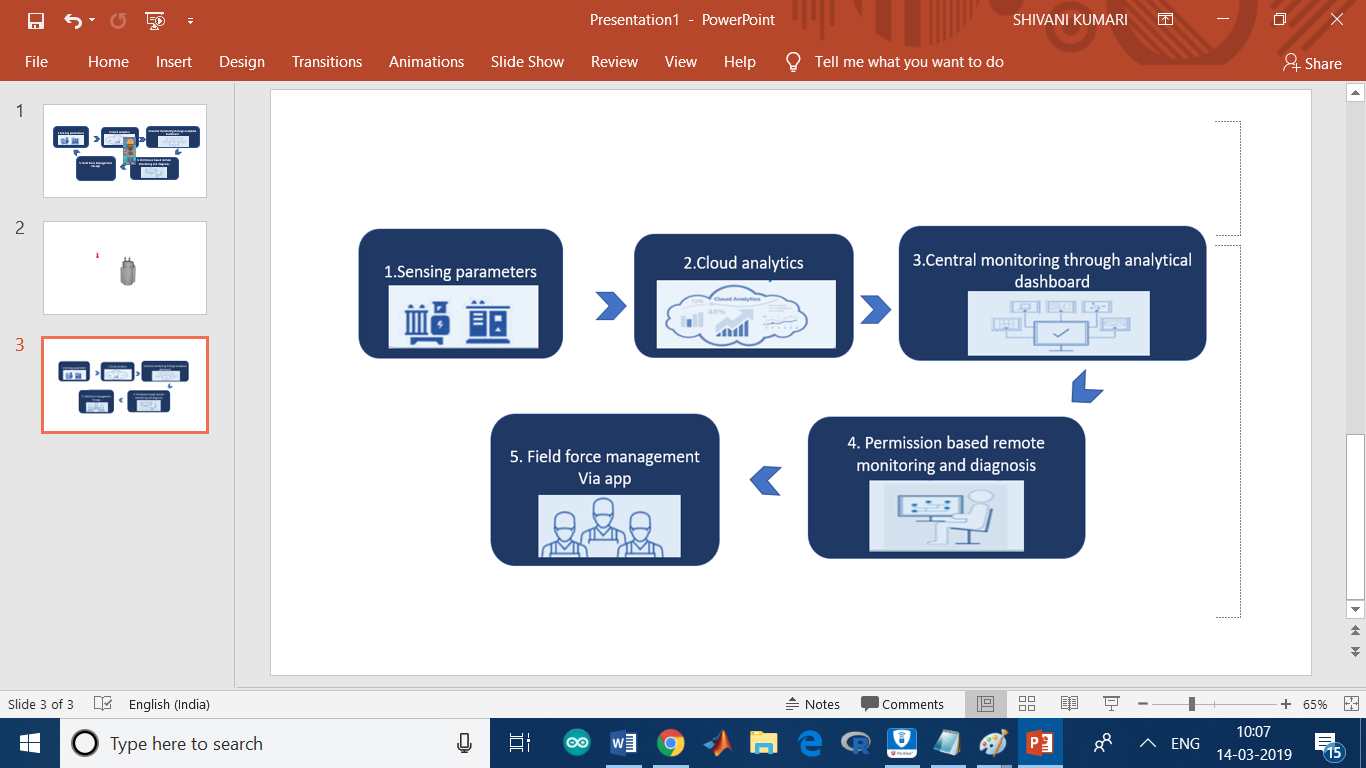 Presentation1 - PowerPoint
SHIVANI KUMARI
File Home Insert Design Transitions Animations Slide Show Review View Help Tell me what you want to do Share
1
2
3
1.Sensing parameters
2.Cloud analytics
Cloud Analytics
3.Central monitoring through analytical
dashboard
5. Field force management
Via app
4. Permission based remote
monitoring and diagnosis
Slide 3 of 3 English (India) Notes Comments 65%
Type here to search
ENG
10:07
14-03-2019
15